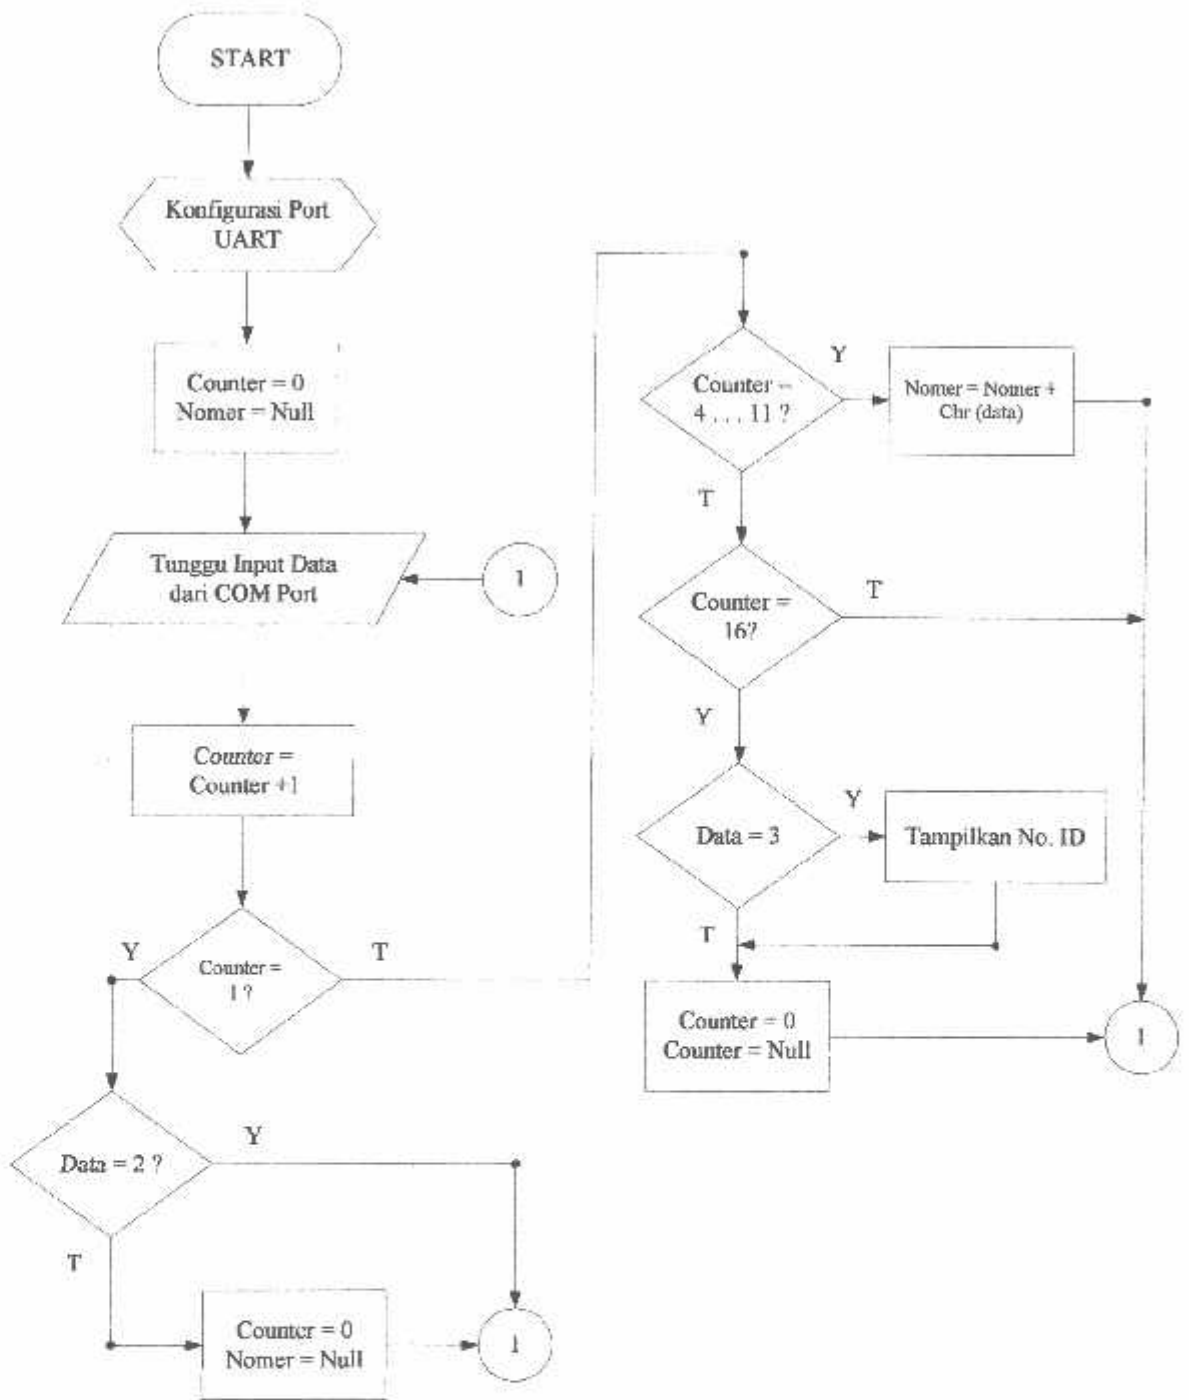 START
Konfigurasi Port
UART
Counter = 0
Nomer = Null
Tunggu Input Data
dari COM Port
1
Counter =
Counter +1
Counter =
1 ?
Y
T
Data = 2 ?
Y
T
Counter = 0
Nomer = Null
1
Counter =
4 . . . 11 ?
Y
Nomer = Nomer +
Chr (data)
T
Counter =
16?
T
Y
Data = 3
Y
Tampilkan No. ID
T
Counter = 0
Counter = Null
1